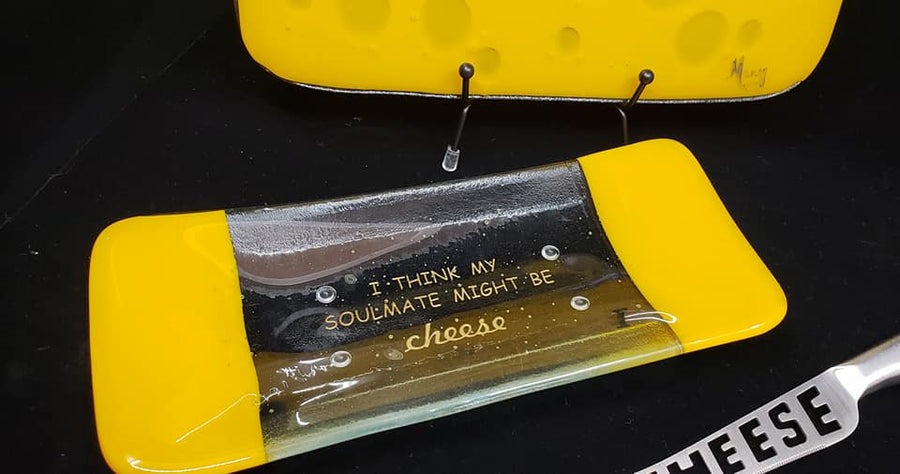 I THINK MY
SOULMATE MIGHT BE
cheese
CHEESE